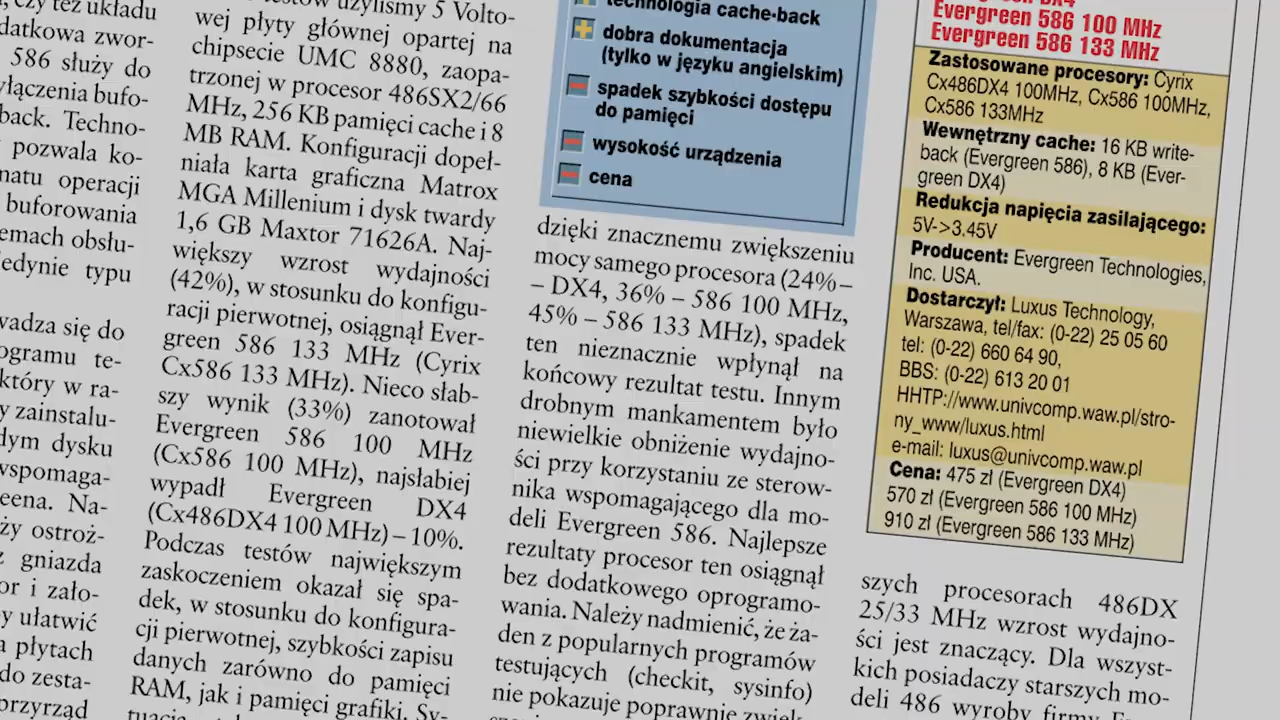 czy też układu
datkowa zwor-
586 służy do
yłączenia bufo-
back. Techno-
pozwala ko-
matu operacji
buforowania
emach obsłu-
jedynie typu
wadza się do
ogramu te-
który w ra-
y zainstalu-
dym dysku
wspomaga-
eena. Na-
ży ostroż-
z gniazda
or i zało-
by ułatwić
a płytach
do zesta-
przyrząd
testów użyliśmy 5 Volto-
wej płyty głównej opartej na
chipsecie UMC 8880, zaopa-
trzonej w procesor 486SX2/66
MHz, 256 KB pamięci cache i 8
MB RAM. Konfiguracji dopeł-
niała karta graficzna Matrox
MGA Millenium i dysk twardy
1,6 GB Maxtor 71626A. Naj-
większy wzrost wydajności
(42%), w stosunku do konfigu-
racji pierwotnej, osiągnął Ever-
green 586 133 MHz (Cyrix
Cx586 133 MHz). Nieco słab-
szy wynik (33%) zanotował
Evergreen 586 100 MHz
(Cx586 100 MHz), najsłabiej
wypadł Evergreen DX4
(Cx486DX4 100 MHz) – 10%.
Podczas testów największym
zaskoczeniem okazał się spa-
dek, w stosunku do konfigura-
cji pierwotnej, szybkości zapisu
danych zarówno do pamięci
RAM, jak i pamięci grafiki. Sy-
technologia cache-back
dobra dokumentacja
(tylko w języku angielskim)
spadek szybkości dostępu
do pamięci
wysokość urządzenia
cena
dzięki znacznemu zwiększeniu
mocy samego procesora (24% –
– DX4, 36% – 586 100 MHz,
45% – 586 133 MHz), spadek
ten nieznacznie wpłynął na
końcowy rezultat testu. Innym
drobnym mankamentem było
niewielkie obniżenie wydajno-
ści przy korzystaniu ze sterow-
nika wspomagającego dla mo-
deli Evergreen 586. Najlepsze
rezultaty procesor ten osiągnął
bez dodatkowego oprogramo-
wania. Należy nadmienić, że ża-
den z popularnych programów
testujących (checkit, sysinfo)
nie pokazuje poprawnie zwięk-
Evergreen 586 100 MHz
Evergreen 586 133 MHz
Zastosowane procesory: Cyrix
Cx486DX4 100MHz, Cx586 100MHz,
Cx586 133MHz
Wewnętrzny cache: 16 KB write-
back (Evergreen 586), 8 KB (Ever-
green DX4)
Redukcja napięcia zasilającego:
5V->3.45V
Producent: Evergreen Technologies,
Inc. USA.
Dostarczył: Luxus Technology,
Warszawa, tel/fax: (0-22) 25 05 60
tel: (0-22) 660 64 90,
BBS: (0-22) 613 20 01
HHTP://www.univcomp.waw.pl/stro-
ny_www/luxus.html
e-mail: luxus@univcomp.waw.pl
Cena: 475 zł (Evergreen DX4)
570 zł (Evergreen 586 100 MHz)
910 zł (Evergreen 586 133 MHz)
szych procesorach 486DX
25/33 MHz wzrost wydajno-
ści jest znaczący. Dla wszyst-
kich posiadaczy starszych mo-
deli 486 wyroby firmy